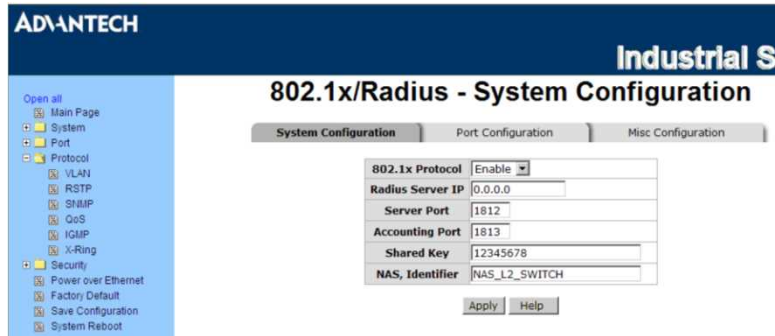 ADVANTECH
Industrial S
Open all
Main Page
System
Port
Protocol
VLAN
RSTP
SNMP
QoS
IGMP
X-Ring
Security
Power over Ethernet
Factory Default
Save Configuration
System Reboot
802.1x/Radius - System Configuration
System Configuration Port Configuration Misc Configuration
802.1x Protocol Enable
Radius Server IP 0.0.0.0
Server Port 1812
Accounting Port 1813
Shared Key 12345678
NAS, Identifier NAS_L2_SWITCH
Apply Help